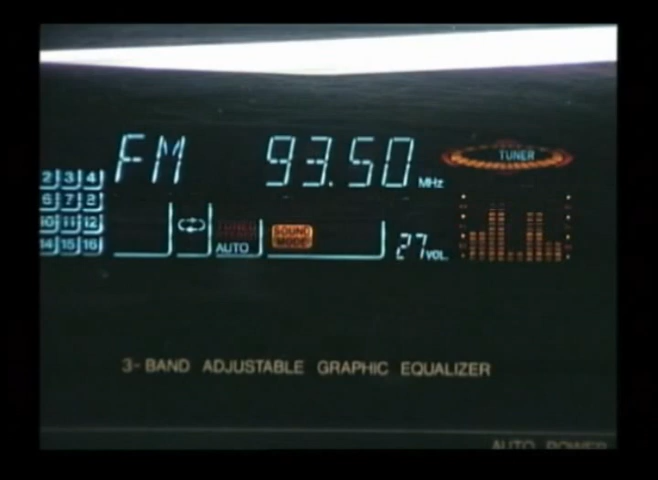 FM 93.50 MHz
TUNER
2 3 4
6 7 8
10 11 12
14 15 16
TUNED
AUTO
SOUND
MODE
27 VOL.
3-BAND ADJUSTABLE GRAPHIC EQUALIZER
AUTO POWER